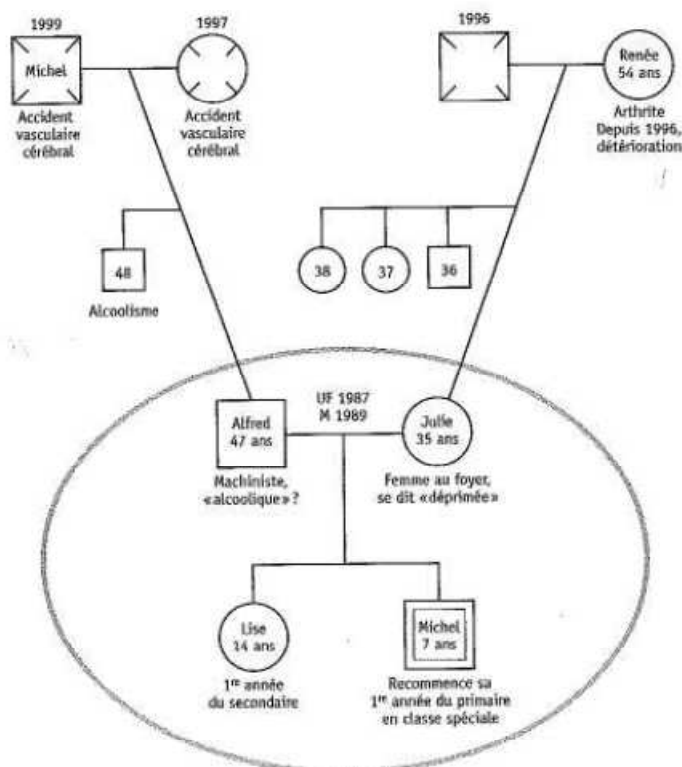 1999
Michel
Accident
vasculaire
cérébral
1997
Accident
vasculaire
cérébral
1996
Renée
54 ans
Arthrite
Depuis 1996,
détérioration
48
Alcoolisme
38
37
36
Alfred
47 ans
Machiniste,
«alcoolique»?
UF 1987
M 1989
Julie
35 ans
Femme au foyer,
se dit «déprimée»
Lise
14 ans
1re année
du secondaire
Michel
7 ans
Recommence sa
1re année du primaire
en classe spéciale